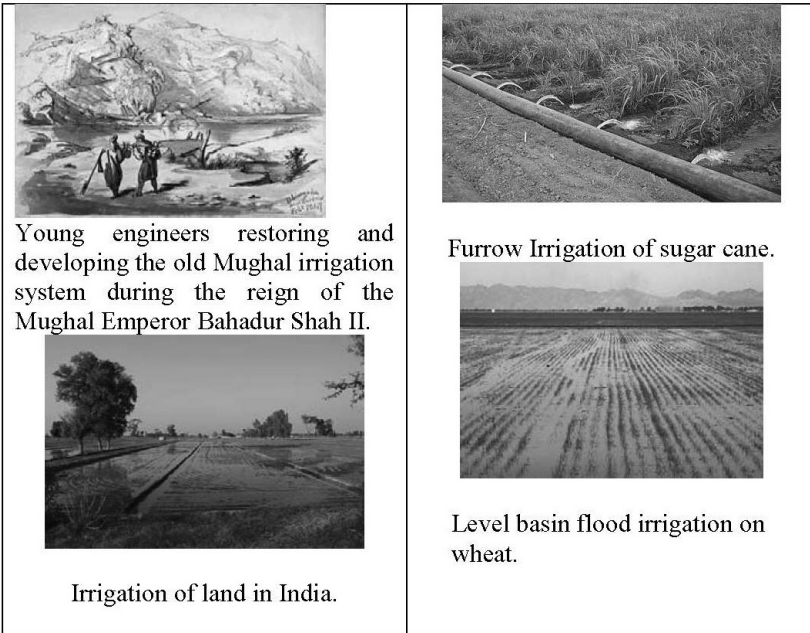 Young engineers restoring and
developing the old Mughal irrigation
system during the reign of the
Mughal Emperor Bahadur Shah II.
Irrigation of land in India.
Furrow Irrigation of sugar cane.
Level basin flood irrigation on
wheat.